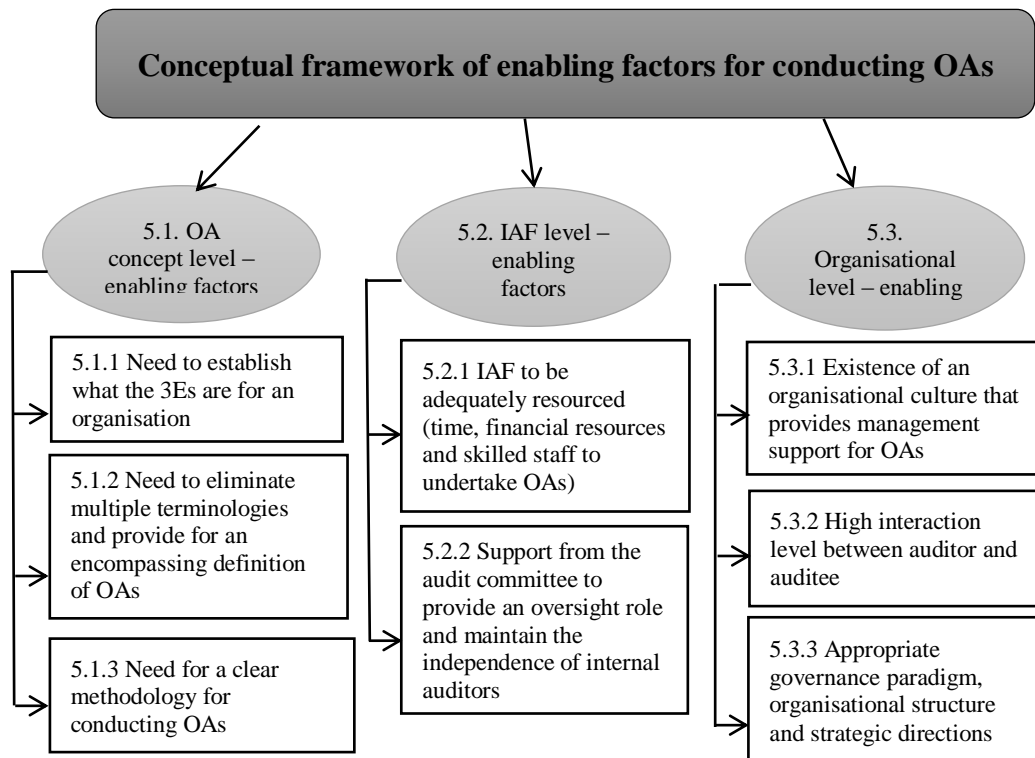 Conceptual framework of enabling factors for conducting OAs
5.1. OA
concept level –
enabling factors
5.1.1 Need to establish
what the 3Es are for an
organisation
5.1.2 Need to eliminate
multiple terminologies
and provide for an
encompassing definition
of OAs
5.1.3 Need for a clear
methodology for
conducting OAs
5.2. IAF level –
enabling
factors
5.2.1 IAF to be
adequately resourced
(time, financial resources
and skilled staff to
undertake OAs)
5.2.2 Support from the
audit committee to
provide an oversight role
and maintain the
independence of internal
auditors
5.3.
Organisational
level – enabling
5.3.1 Existence of an
organisational culture that
provides management
support for OAs
5.3.2 High interaction
level between auditor and
auditee
5.3.3 Appropriate
governance paradigm,
organisational structure
and strategic directions